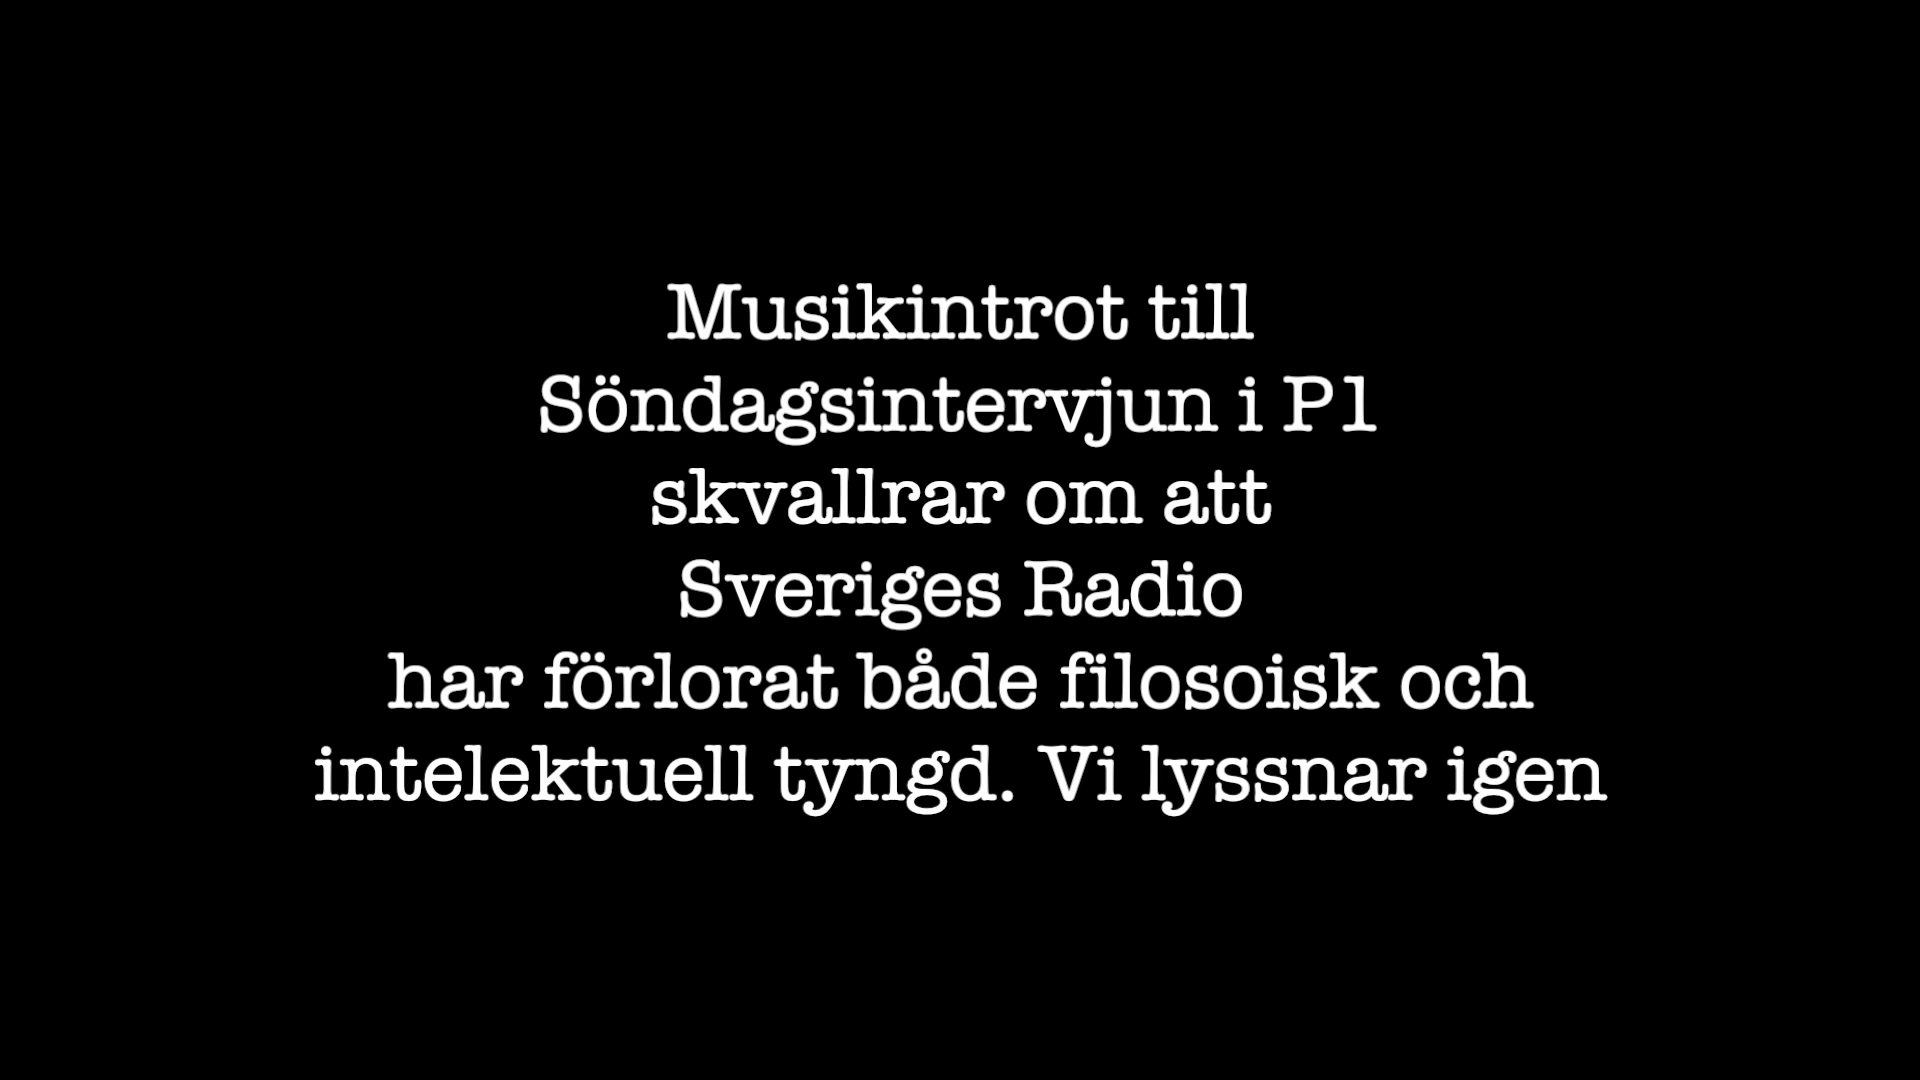 Musikintrot till
Söndagsintervjun i P1
skvallrar om att
Sveriges Radio
har förlorat både filosoisk och
intelektuell tyngd. Vi lyssnar igen